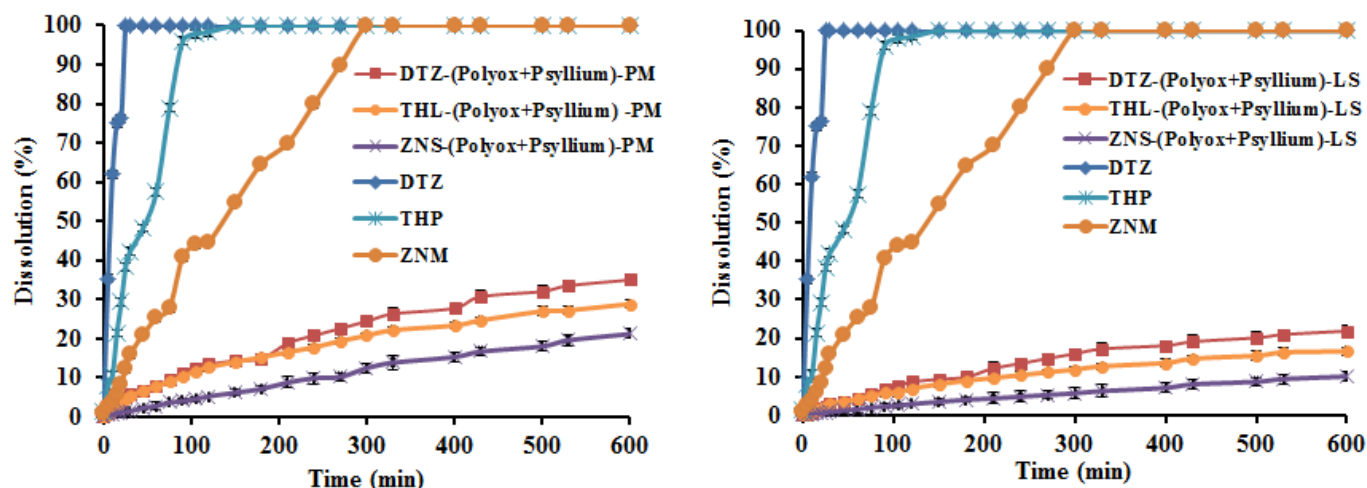 100
90
80
70
60
50
40
30
20
10
0
Dissolution (%)
DTZ-(Polyox+Psyllium)-PM
THL-(Polyox+Psyllium) -PM
ZNS-(Polyox+Psyllium)-PM
DTZ
THP
ZNM
0 100 200 300 400 500 600
Time (min)
100
90
80
70
60
50
40
30
20
10
0
Dissolution (%)
DTZ-(Polyox+Psyllium)-LS
THL-(Polyox+Psyllium)-LS
ZNS-(Polyox+Psyllium)-LS
DTZ
THP
ZNM
0 100 200 300 400 500 600
Time (min)